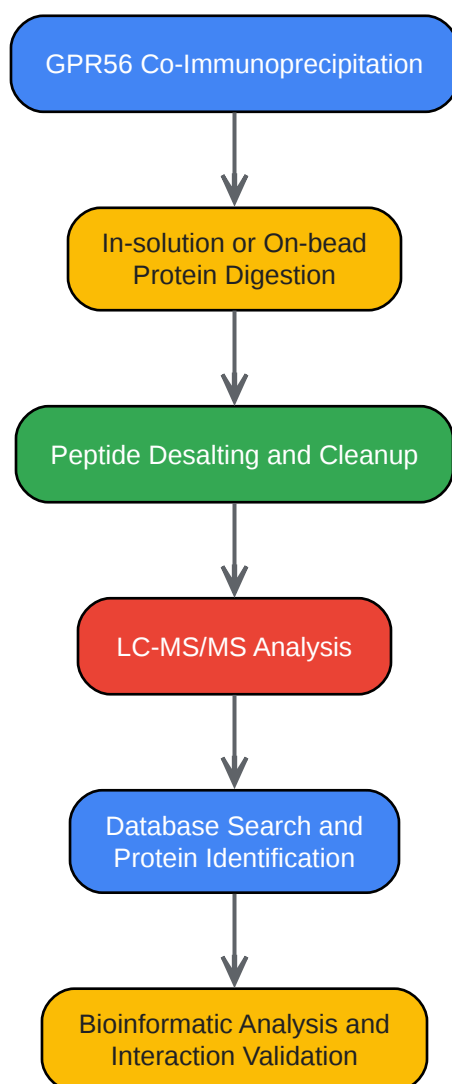 GPR56 Co-Immunoprecipitation
In-solution or On-bead
Protein Digestion
Peptide Desalting and Cleanup
LC-MS/MS Analysis
Database Search and
Protein Identification
Bioinformatic Analysis and
Interaction Validation